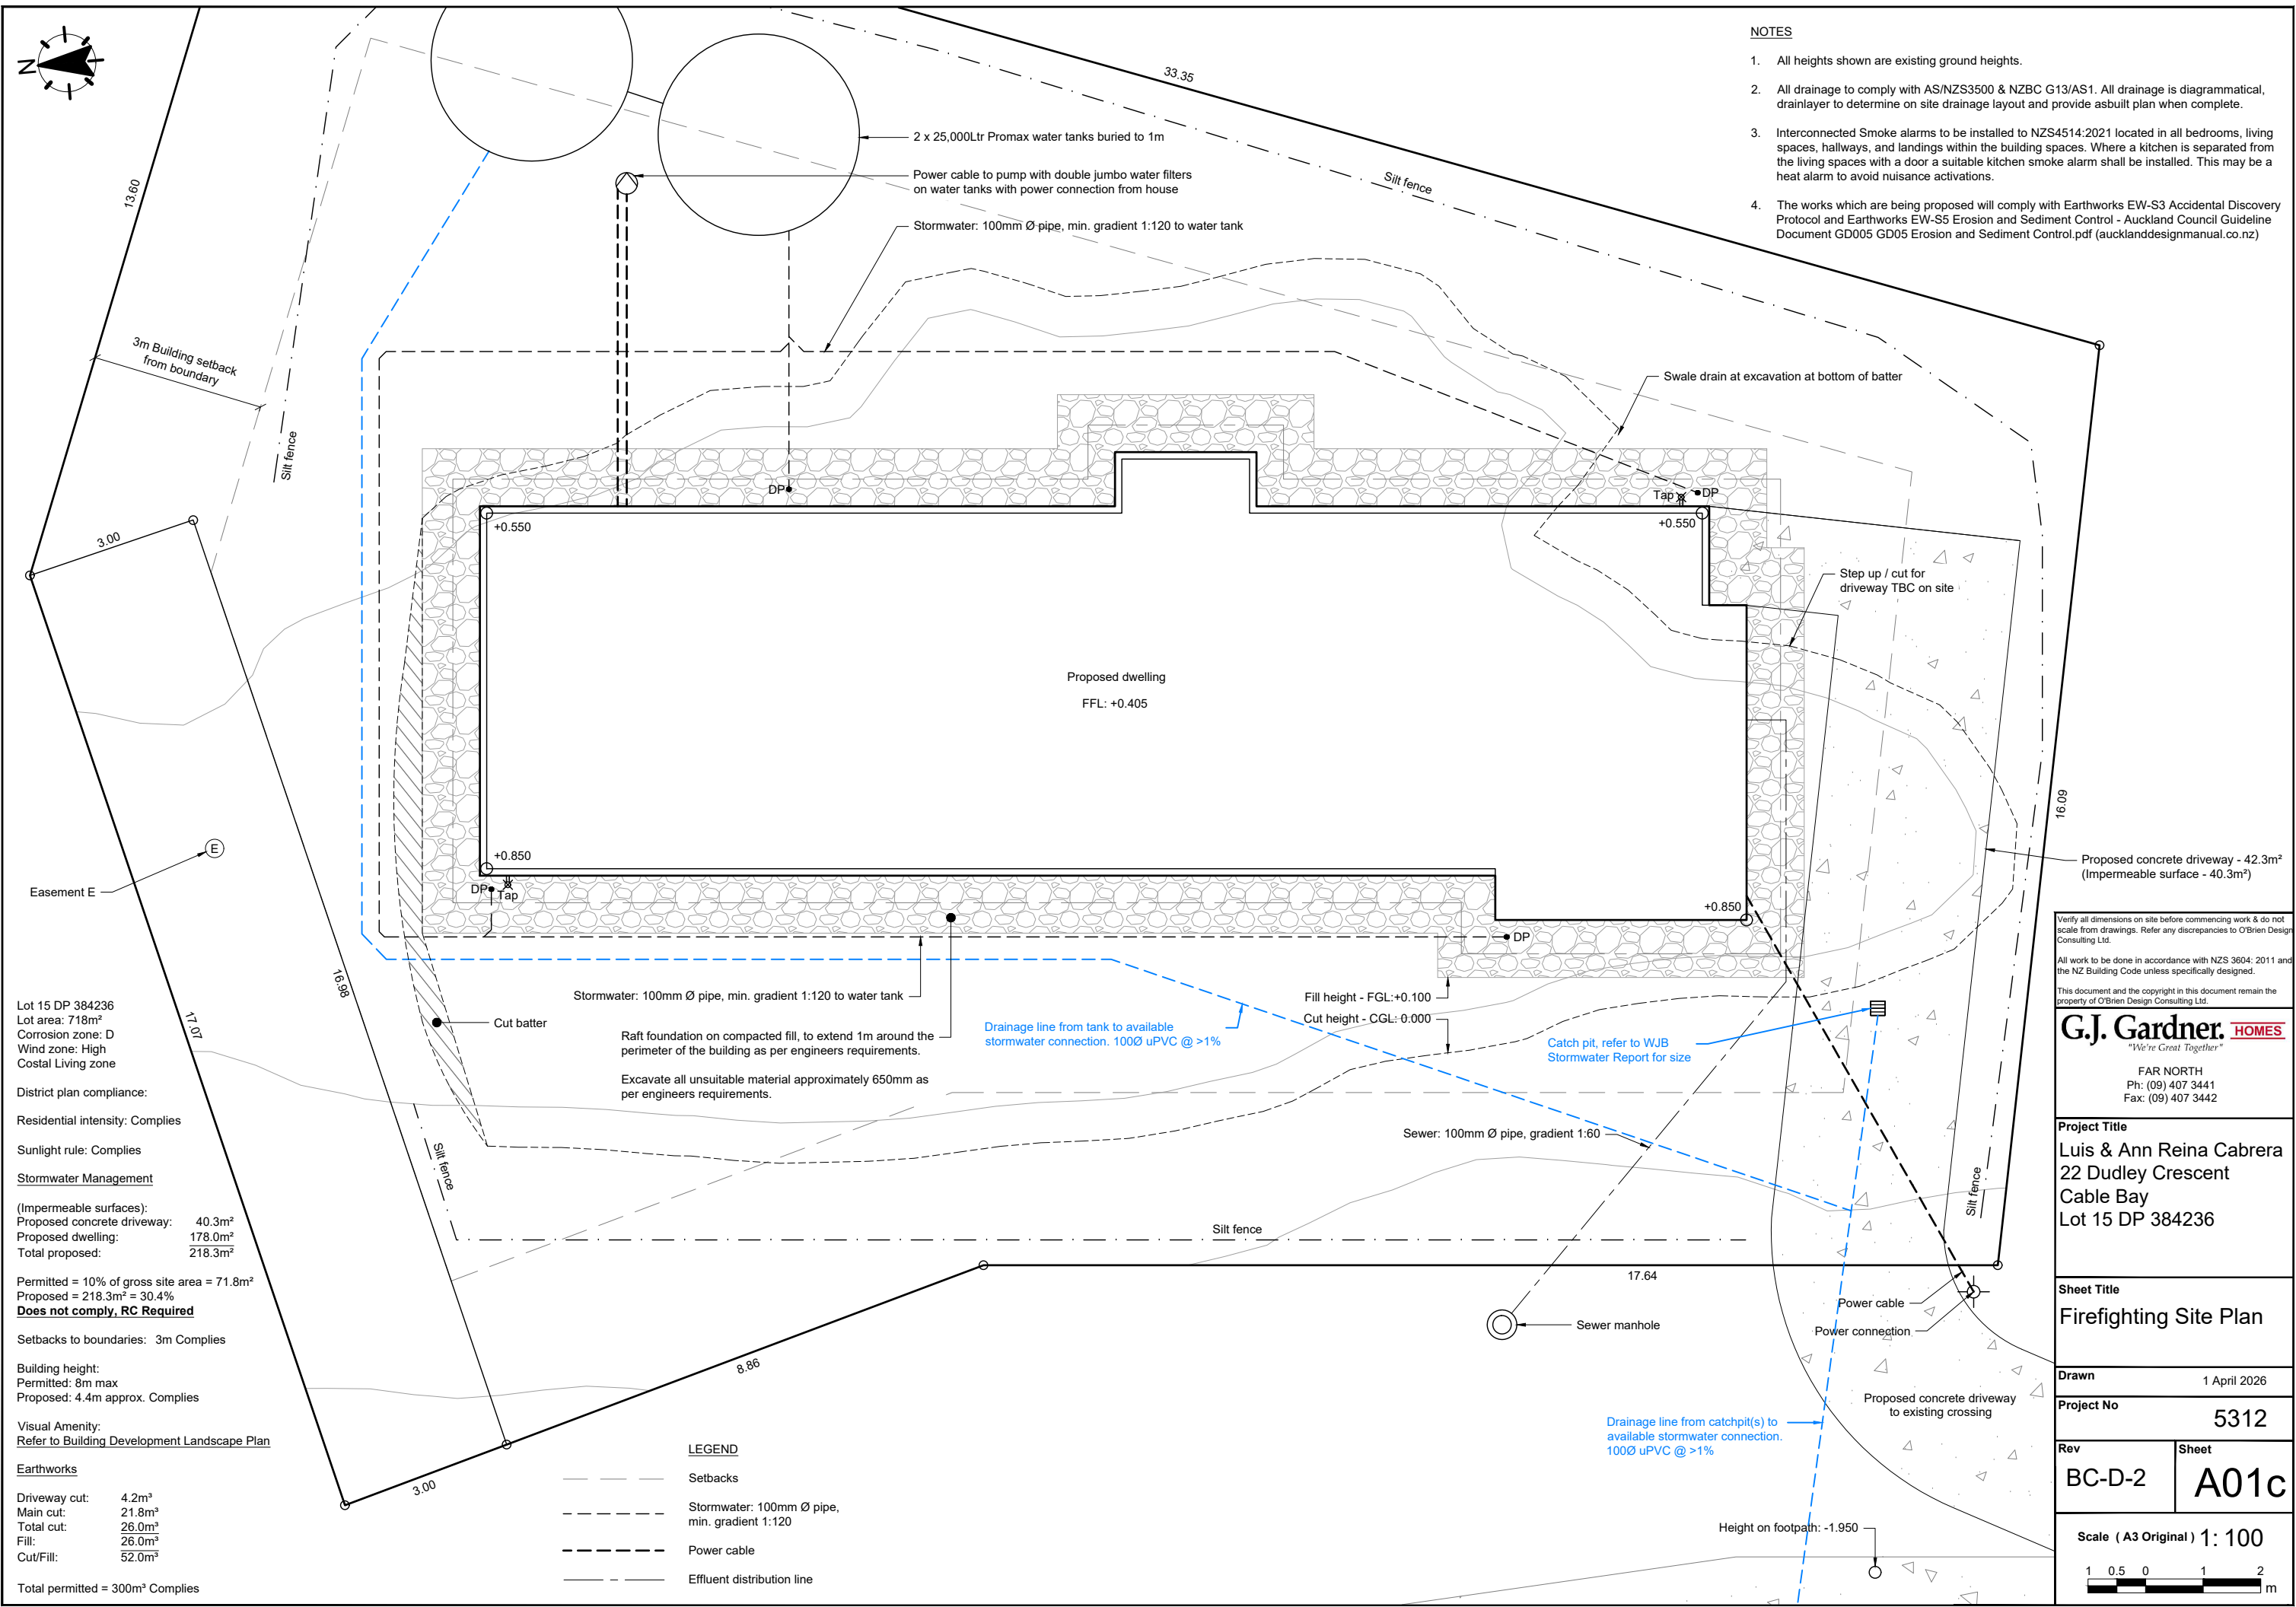 N
NOTES
1. All heights shown are existing ground heights.
2. All drainage to comply with AS/NZS3500 & NZBC G13/AS1. All drainage is diagrammatical,
drainlayer to determine on site drainage layout and provide asbuilt plan when complete.
3. Interconnected Smoke alarms to be installed to NZS4514:2021 located in all bedrooms, living
spaces, hallways, and landings within the building spaces. Where a kitchen is separated from
the living spaces with a door a suitable kitchen smoke alarm shall be installed. This may be a
heat alarm to avoid nuisance activations.
4. The works which are being proposed will comply with Earthworks EW-S3 Accidental Discovery
Protocol and Earthworks EW-S5 Erosion and Sediment Control - Auckland Council Guideline
Document GD005 GD05 Erosion and Sediment Control.pdf (aucklanddesignmanual.co.nz)
33.35
13.60
2 x 25,000Ltr Promax water tanks buried to 1m
Power cable to pump with double jumbo water filters
on water tanks with power connection from house
Stormwater: 100mm Ø pipe, min. gradient 1:120 to water tank
Silt fence
3m Building setback
from boundary
Silt fence
Swale drain at excavation at bottom of batter
DP
Tap
DP
+0.550
+0.550
3.00
Step up / cut for
driveway TBC on site
Proposed dwelling
FFL: +0.405
16.09
E
Easement E
+0.850
DP
Tap
+0.850
DP
Proposed concrete driveway - 42.3m²
(Impermeable surface - 40.3m²)
16.98
17.07
Cut batter
Stormwater: 100mm Ø pipe, min. gradient 1:120 to water tank
Raft foundation on compacted fill, to extend 1m around the
perimeter of the building as per engineers requirements.
Excavate all unsuitable material approximately 650mm as
per engineers requirements.
Drainage line from tank to available
stormwater connection. 100Ø uPVC @ >1%
Fill height - FGL:+0.100
Cut height - CGL: 0.000
Catch pit, refer to WJB
Stormwater Report for size
Sewer: 100mm Ø pipe, gradient 1:60
Silt fence
Silt fence
Silt fence
17.64
8.86
3.00
Sewer manhole
Power cable
Power connection
Proposed concrete driveway
to existing crossing
Drainage line from catchpit(s) to
available stormwater connection.
100Ø uPVC @ >1%
Height on footpath: -1.950
Lot 15 DP 384236
Lot area: 718m²
Corrosion zone: D
Wind zone: High
Costal Living zone
District plan compliance:
Residential intensity: Complies
Sunlight rule: Complies
Stormwater Management
(Impermeable surfaces):
Proposed concrete driveway: 40.3m²
Proposed dwelling: 178.0m²
Total proposed: 218.3m²
Permitted = 10% of gross site area = 71.8m²
Proposed = 218.3m² = 30.4%
Does not comply, RC Required
Setbacks to boundaries: 3m Complies
Building height:
Permitted: 8m max
Proposed: 4.4m approx. Complies
Visual Amenity:
Refer to Building Development Landscape Plan
Earthworks
Driveway cut: 4.2m³
Main cut: 21.8m³
Total cut: 26.0m³
Fill: 26.0m³
Cut/Fill: 52.0m³
Total permitted = 300m³ Complies
LEGEND
Setbacks
Stormwater: 100mm Ø pipe,
min. gradient 1:120
Power cable
Effluent distribution line
Verify all dimensions on site before commencing work & do not
scale from drawings. Refer any discrepancies to O'Brien Design
Consulting Ltd.
All work to be done in accordance with NZS 3604: 2011 and
the NZ Building Code unless specifically designed.
This document and the copyright in this document remain the
property of O'Brien Design Consulting Ltd.
G.J. Gardner. HOMES
"We're Great Together"
FAR NORTH
Ph: (09) 407 3441
Fax: (09) 407 3442
Project Title
Luis & Ann Reina Cabrera
22 Dudley Crescent
Cable Bay
Lot 15 DP 384236
Sheet Title
Firefighting Site Plan
Drawn 1 April 2026
Project No 5312
Rev BC-D-2
Sheet A01c
Scale ( A3 Original ) 1: 100
1 0.5 0 1 2
m